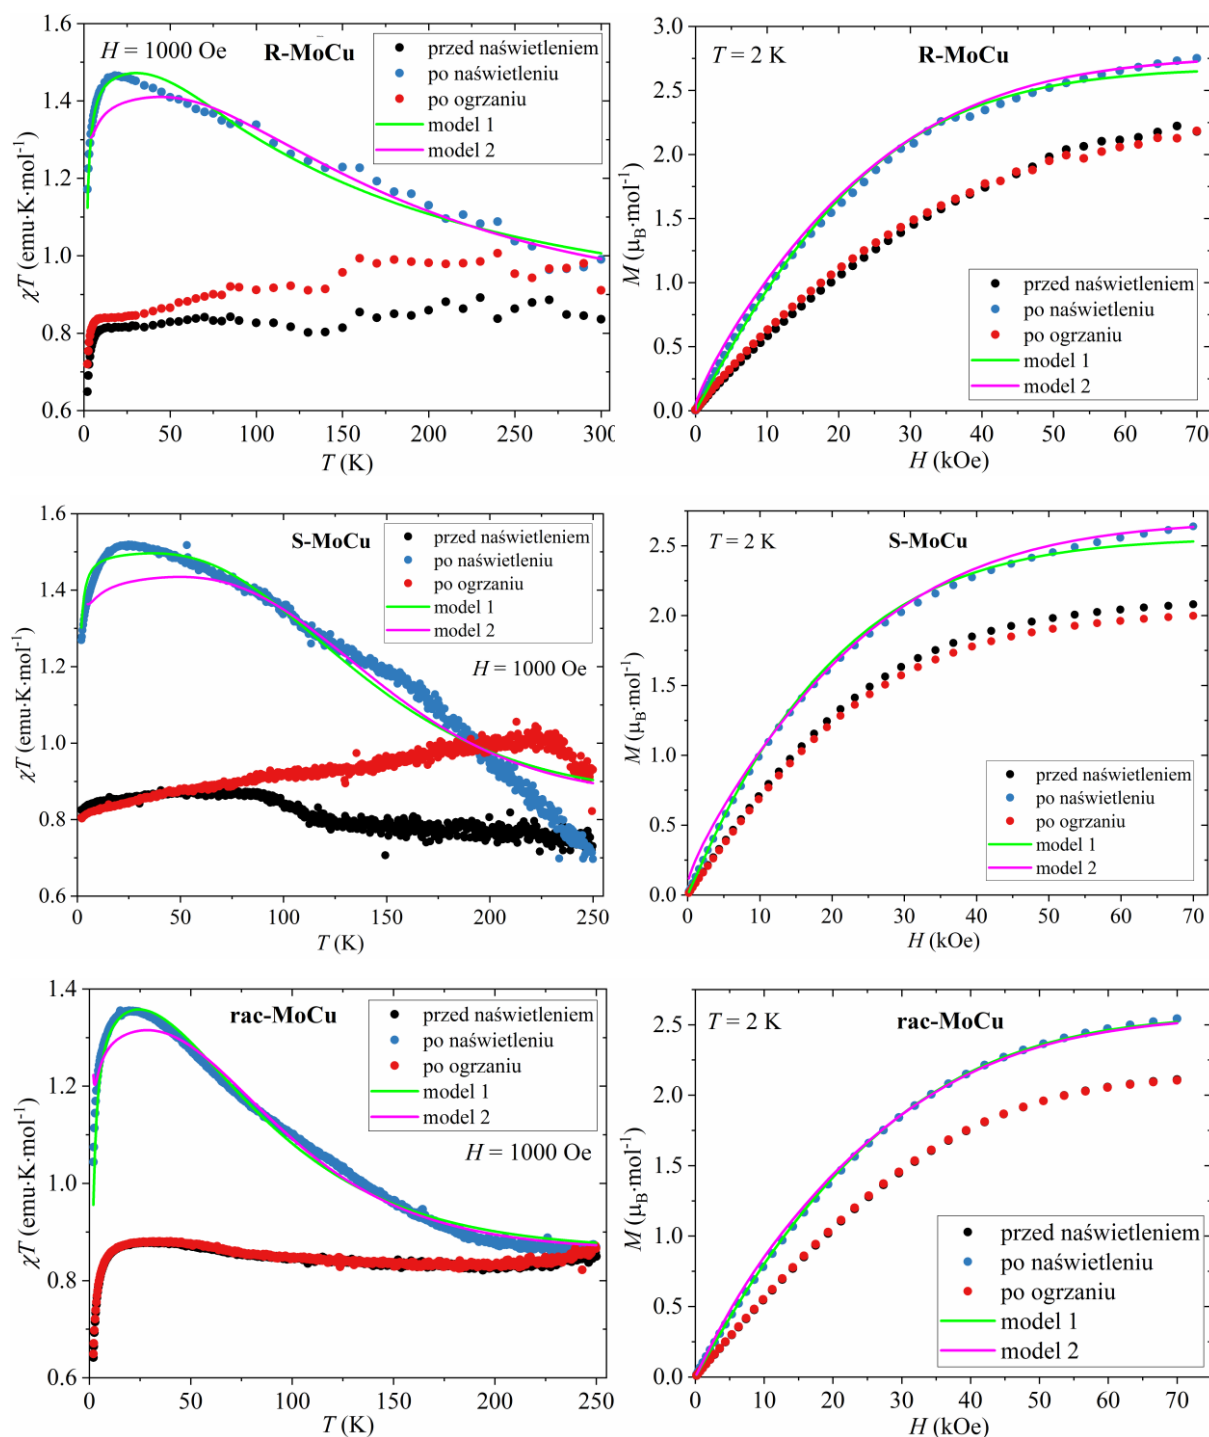 H = 1000 Oe
R-MoCu
przed naświetleniem
po naświetleniu
po ogrzaniu
model 1
model 2
χT (emu·K·mol⁻¹)
1.6
1.4
1.2
1.0
0.8
0.6
0 50 100 150 200 250 300
T (K)
T = 2 K
R-MoCu
przed naświetleniem
po naświetleniu
po ogrzaniu
model 1
model 2
M (μB·mol⁻¹)
3.0
2.5
2.0
1.5
1.0
0.5
0.0
0 10 20 30 40 50 60 70
H (kOe)
S-MoCu
przed naświetleniem
po naświetleniu
po ogrzaniu
model 1
model 2
H = 1000 Oe
χT (emu·K·mol⁻¹)
1.6
1.4
1.2
1.0
0.8
0.6
0 50 100 150 200 250
T (K)
T = 2 K
S-MoCu
przed naświetleniem
po naświetleniu
po ogrzaniu
model 1
model 2
M (μB·mol⁻¹)
2.5
2.0
1.5
1.0
0.5
0.0
0 10 20 30 40 50 60 70
H (kOe)
rac-MoCu
przed naświetleniem
po naświetleniu
po ogrzaniu
model 1
model 2
H = 1000 Oe
χT (emu·K·mol⁻¹)
1.4
1.2
1.0
0.8
0.6
0 50 100 150 200 250
T (K)
T = 2 K
rac-MoCu
przed naświetleniem
po naświetleniu
po ogrzaniu
model 1
model 2
M (μB·mol⁻¹)
2.5
2.0
1.5
1.0
0.5
0.0
0 10 20 30 40 50 60 70
H (kOe)